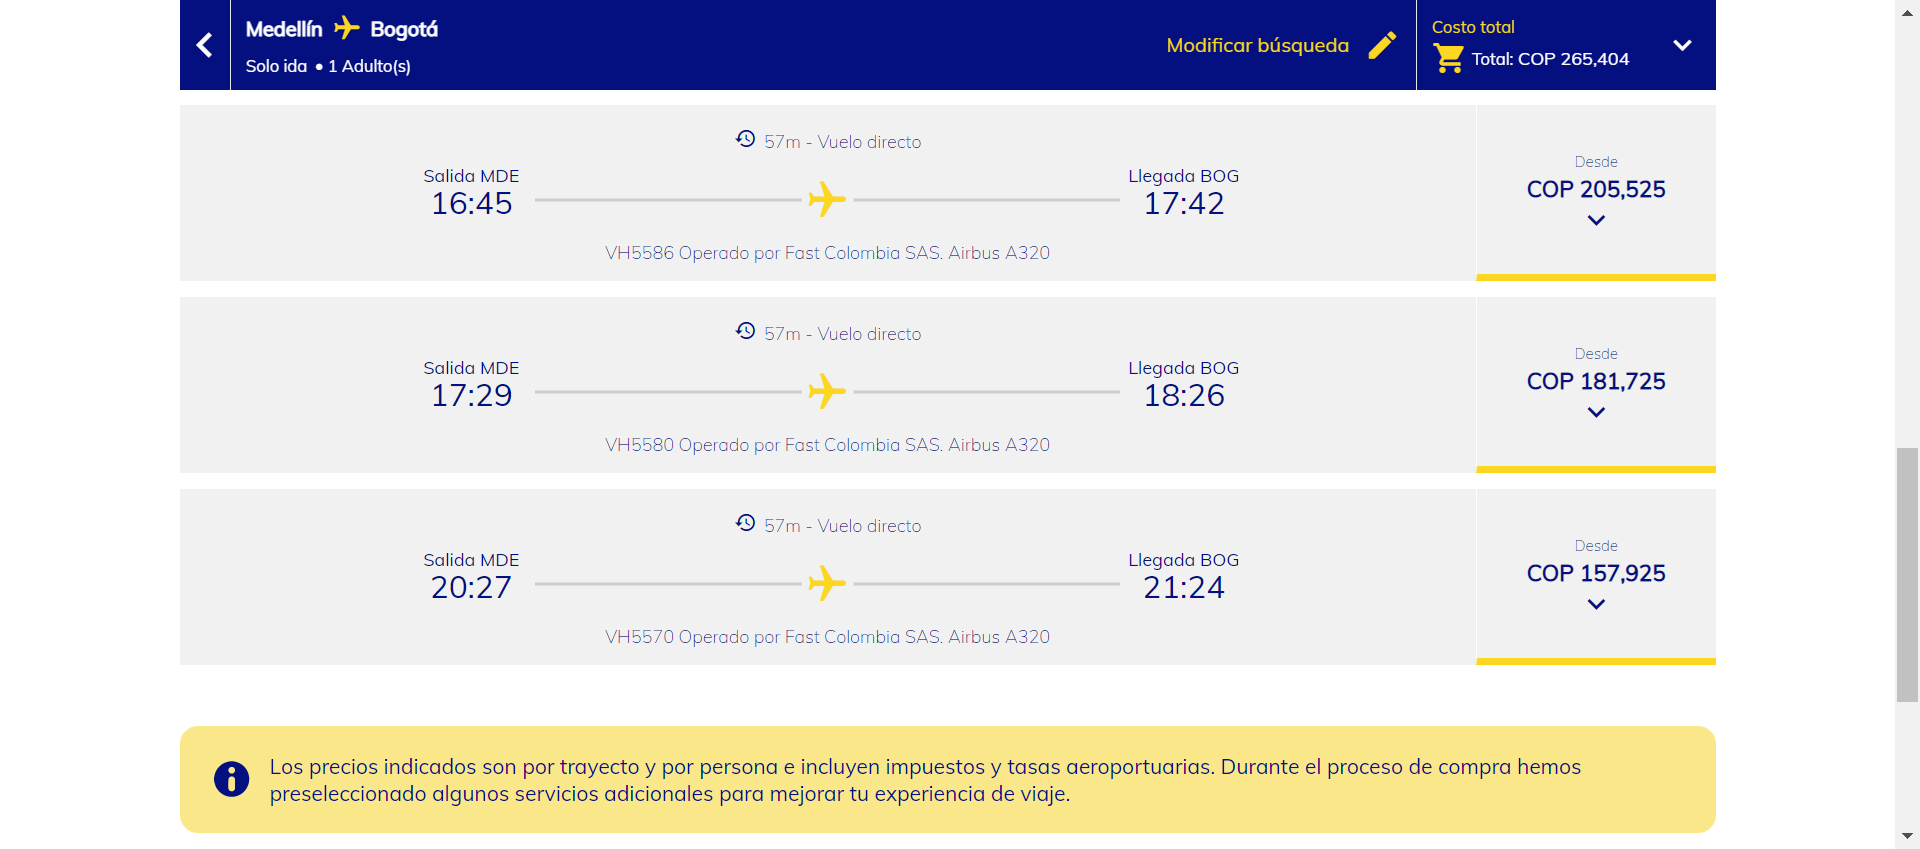 Medellín Bogotá
Solo ida • 1 Adulto(s)
Modificar búsqueda
Costo total
Total: COP 265,404
57m - Vuelo directo
Salida MDE
16:45
Llegada BOG
17:42
VH5586 Operado por Fast Colombia SAS. Airbus A320
Desde
COP 205,525
57m - Vuelo directo
Salida MDE
17:29
Llegada BOG
18:26
VH5580 Operado por Fast Colombia SAS. Airbus A320
Desde
COP 181,725
57m - Vuelo directo
Salida MDE
20:27
Llegada BOG
21:24
VH5570 Operado por Fast Colombia SAS. Airbus A320
Desde
COP 157,925
Los precios indicados son por trayecto y por persona e incluyen impuestos y tasas aeroportuarias. Durante el proceso de compra hemos
preseleccionado algunos servicios adicionales para mejorar tu experiencia de viaje.